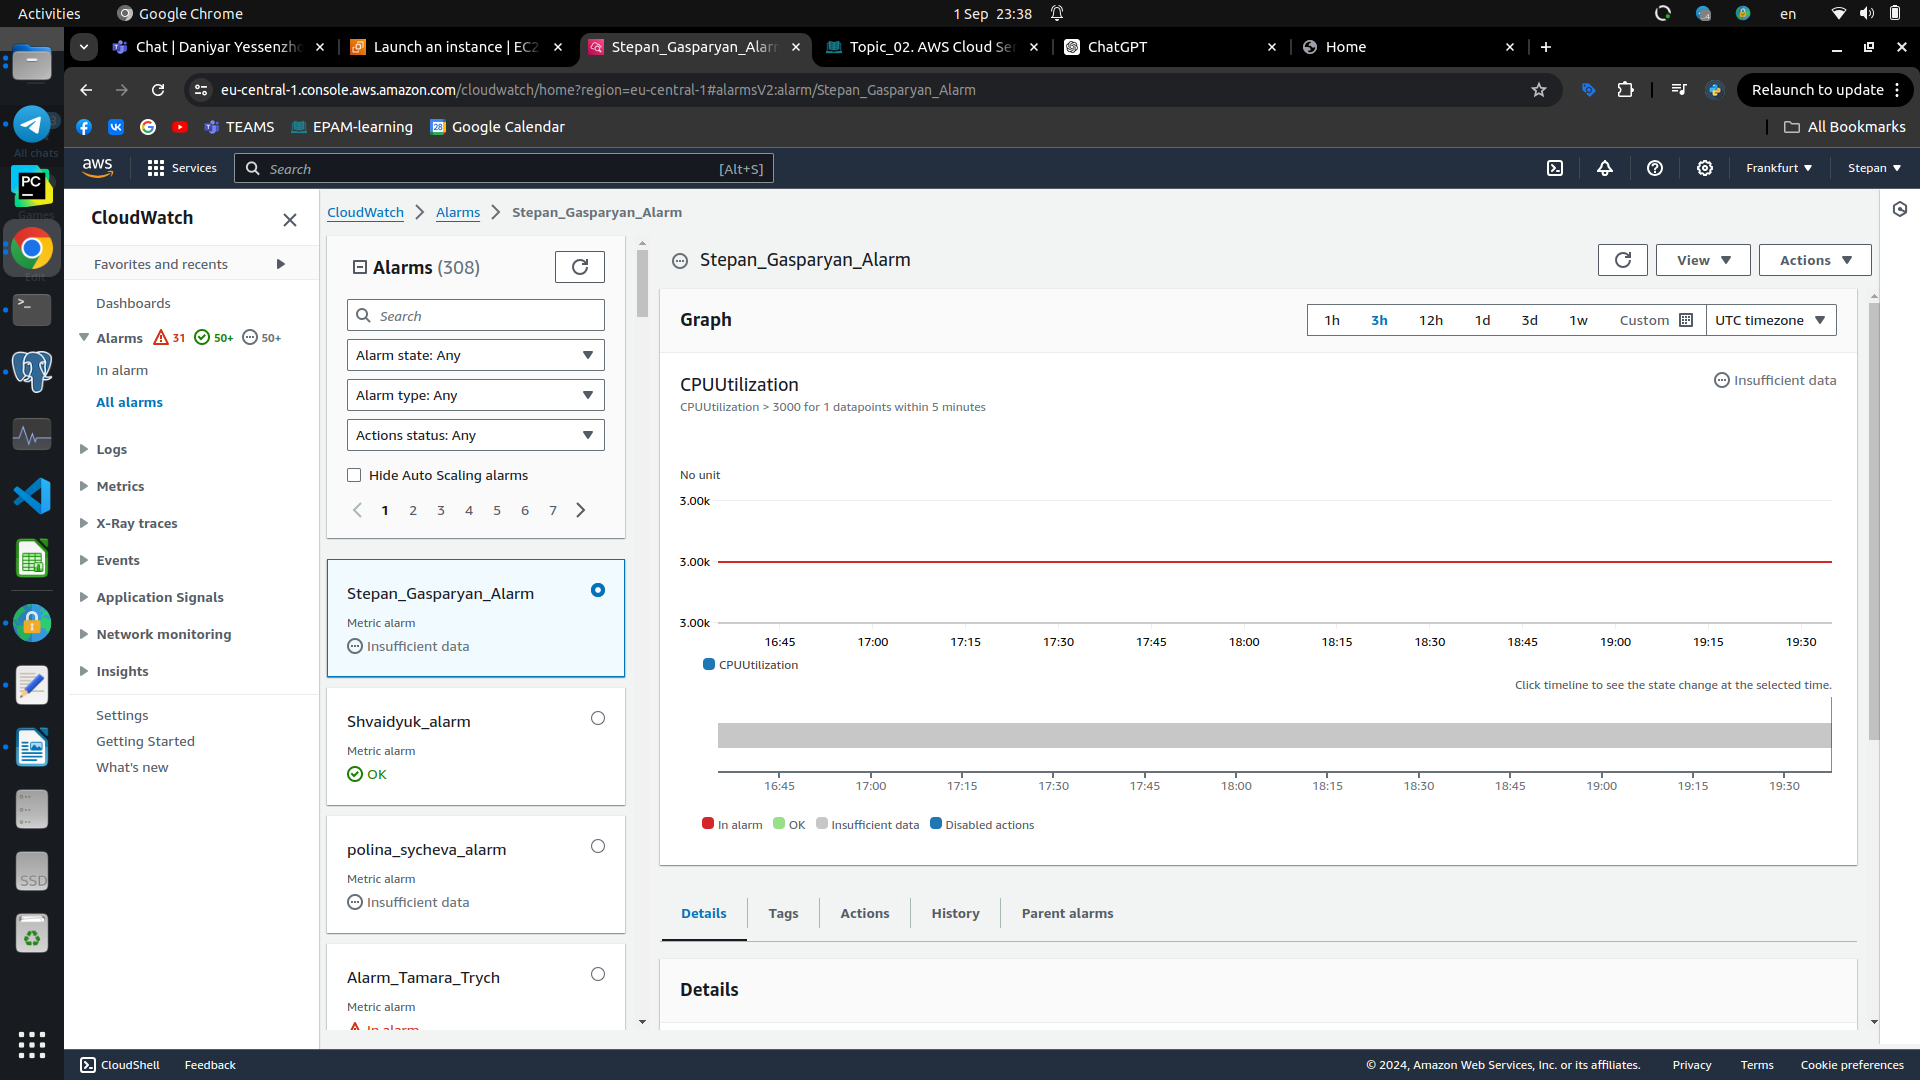 Activities
Google Chrome
1 Sep 23:38
en
Chat | Daniyar Yessenzho
Launch an instance | EC2
Stepan_Gasparyan_Alarm
Topic_02. AWS Cloud Ser
ChatGPT
Home
eu-central-1.console.aws.amazon.com/cloudwatch/home?region=eu-central-1#alarmsV2:alarm/Stepan_Gasparyan_Alarm
Relaunch to update
TEAMS
EPAM-learning
Google Calendar
All Bookmarks
aws
Services
Search
[Alt+S]
Frankfurt
Stepan
CloudWatch
Favorites and recents
Dashboards
Alarms 31 50+ 50+
In alarm
All alarms
Logs
Metrics
X-Ray traces
Events
Application Signals
Network monitoring
Insights
Settings
Getting Started
What's new
CloudWatch
Alarms
Stepan_Gasparyan_Alarm
Alarms (308)
Search
Alarm state: Any
Alarm type: Any
Actions status: Any
Hide Auto Scaling alarms
1 2 3 4 5 6 7
Stepan_Gasparyan_Alarm
Metric alarm
Insufficient data
Shvaidyuk_alarm
Metric alarm
OK
polina_sycheva_alarm
Metric alarm
Insufficient data
Alarm_Tamara_Trych
Metric alarm
In alarm
Stepan_Gasparyan_Alarm
View
Actions
Graph
1h 3h 12h 1d 3d 1w Custom
UTC timezone
CPUUtilization
Insufficient data
CPUUtilization > 3000 for 1 datapoints within 5 minutes
No unit
3.00k
3.00k
3.00k
16:45 17:00 17:15 17:30 17:45 18:00 18:15 18:30 18:45 19:00 19:15 19:30
CPUUtilization
Click timeline to see the state change at the selected time.
16:45 17:00 17:15 17:30 17:45 18:00 18:15 18:30 18:45 19:00 19:15 19:30
In alarm OK Insufficient data Disabled actions
Details
Tags
Actions
History
Parent alarms
Details
All chats
PC
Games
Edit
SSD
CloudShell
Feedback
© 2024, Amazon Web Services, Inc. or its affiliates.
Privacy
Terms
Cookie preferences